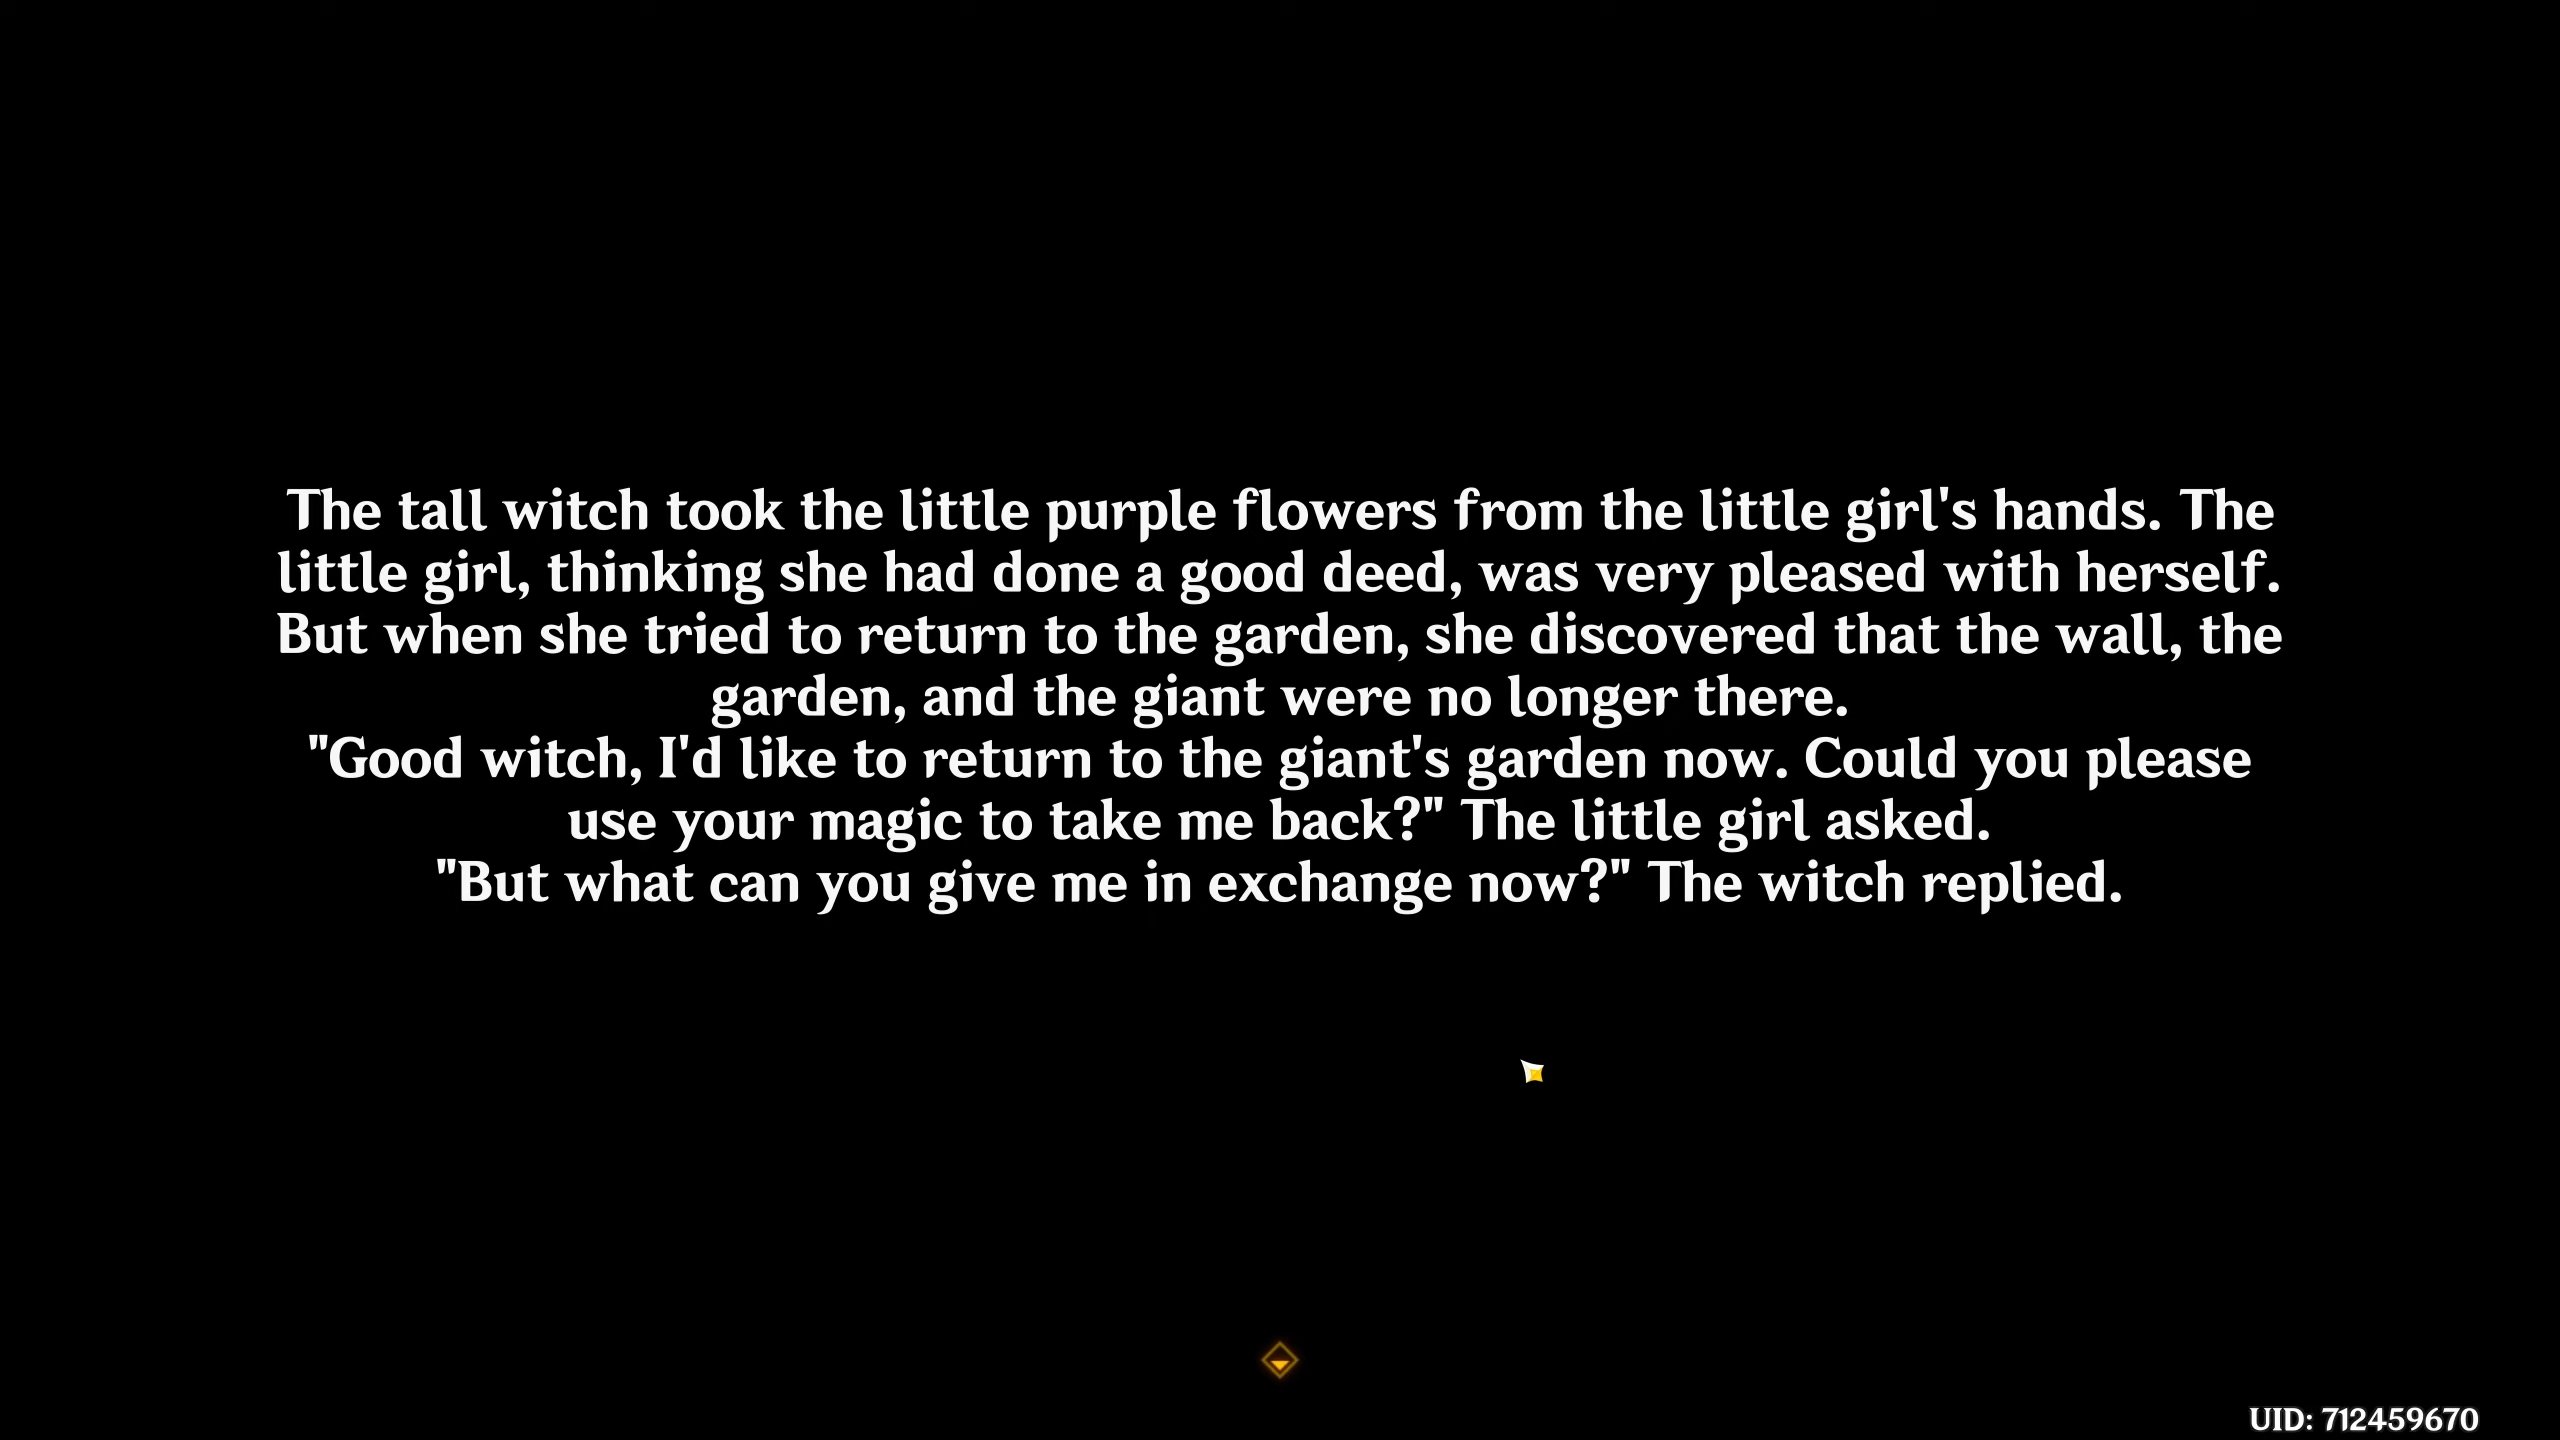 The tall witch took the little purple flowers from the little girl's hands. The
little girl, thinking she had done a good deed, was very pleased with herself.
But when she tried to return to the garden, she discovered that the wall, the
garden, and the giant were no longer there.
"Good witch, I'd like to return to the giant's garden now. Could you please
use your magic to take me back?" The little girl asked.
"But what can you give me in exchange now?" The witch replied.
UID: 712459670